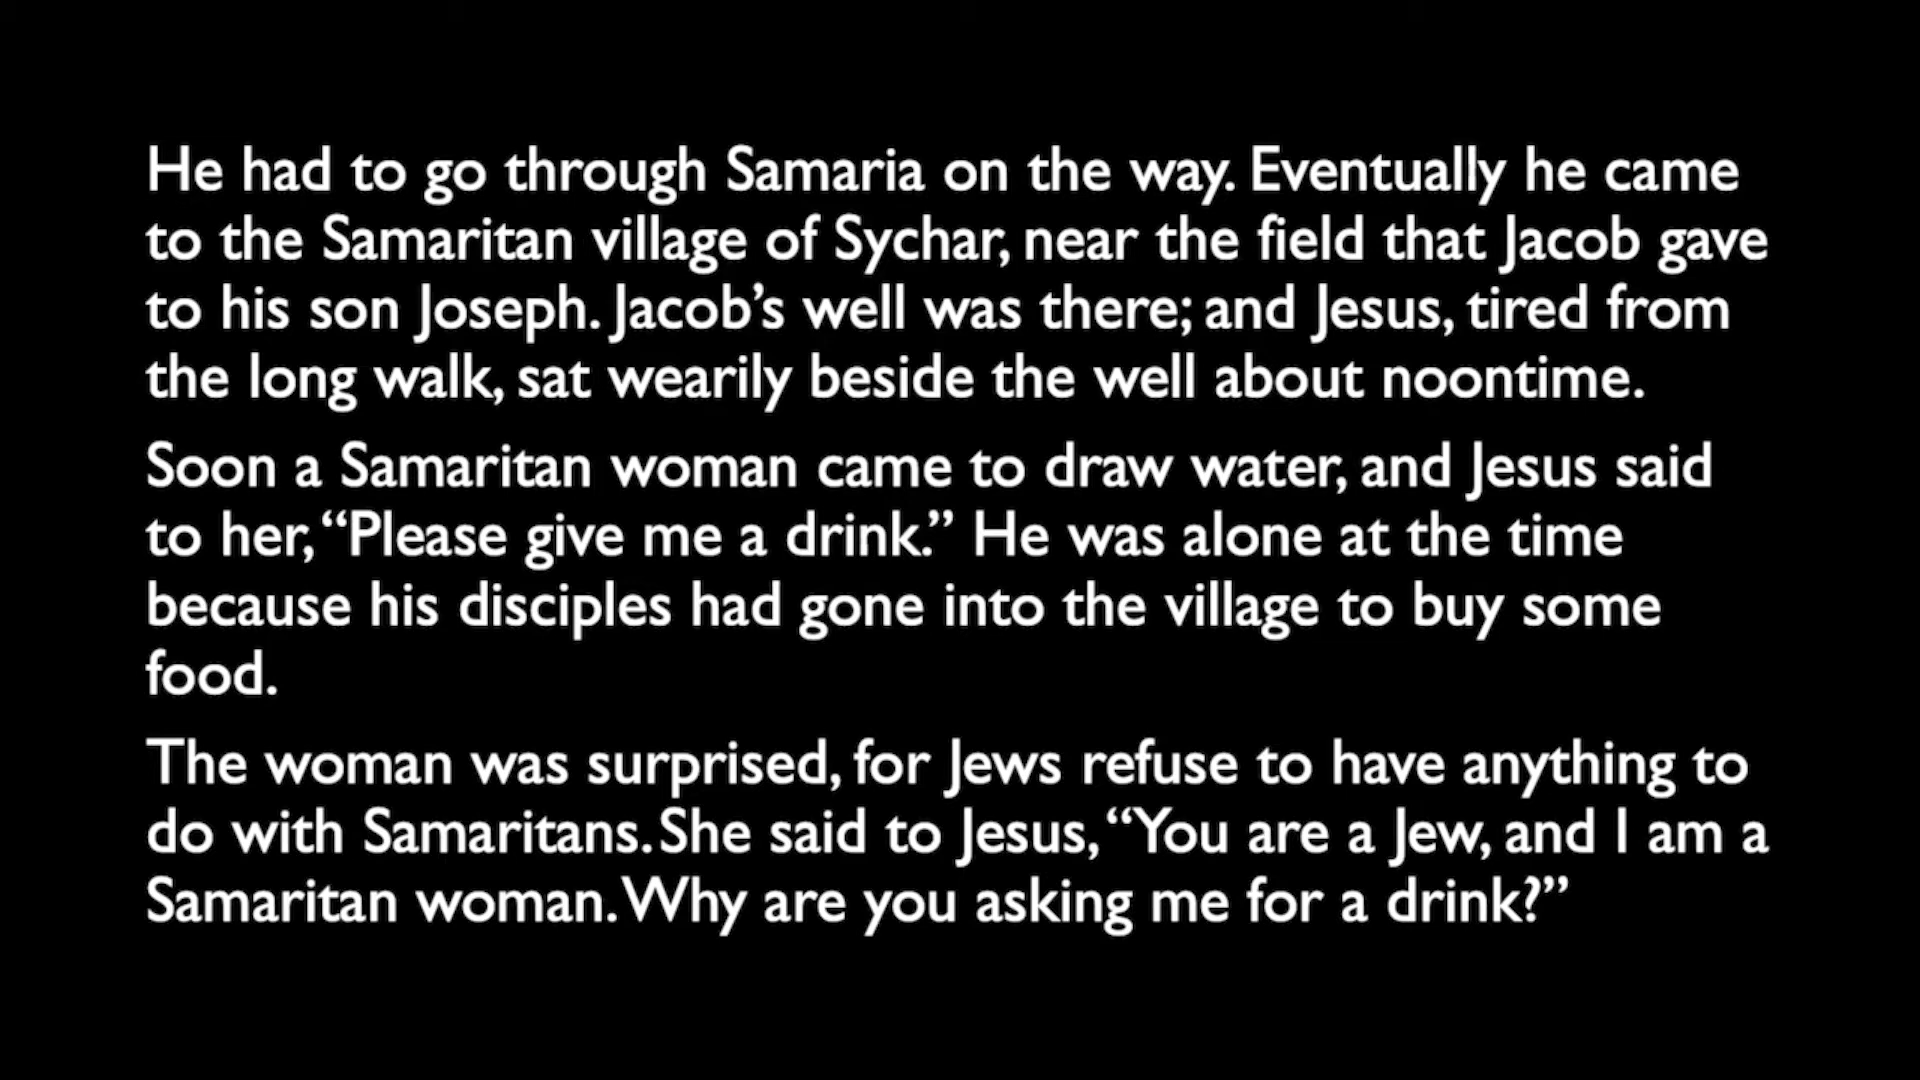 He had to go through Samaria on the way. Eventually he came
to the Samaritan village of Sychar, near the field that Jacob gave
to his son Joseph. Jacob’s well was there; and Jesus, tired from
the long walk, sat wearily beside the well about noontime.
Soon a Samaritan woman came to draw water, and Jesus said
to her, “Please give me a drink.” He was alone at the time
because his disciples had gone into the village to buy some
food.
The woman was surprised, for Jews refuse to have anything to
do with Samaritans. She said to Jesus, “You are a Jew, and I am a
Samaritan woman. Why are you asking me for a drink?”